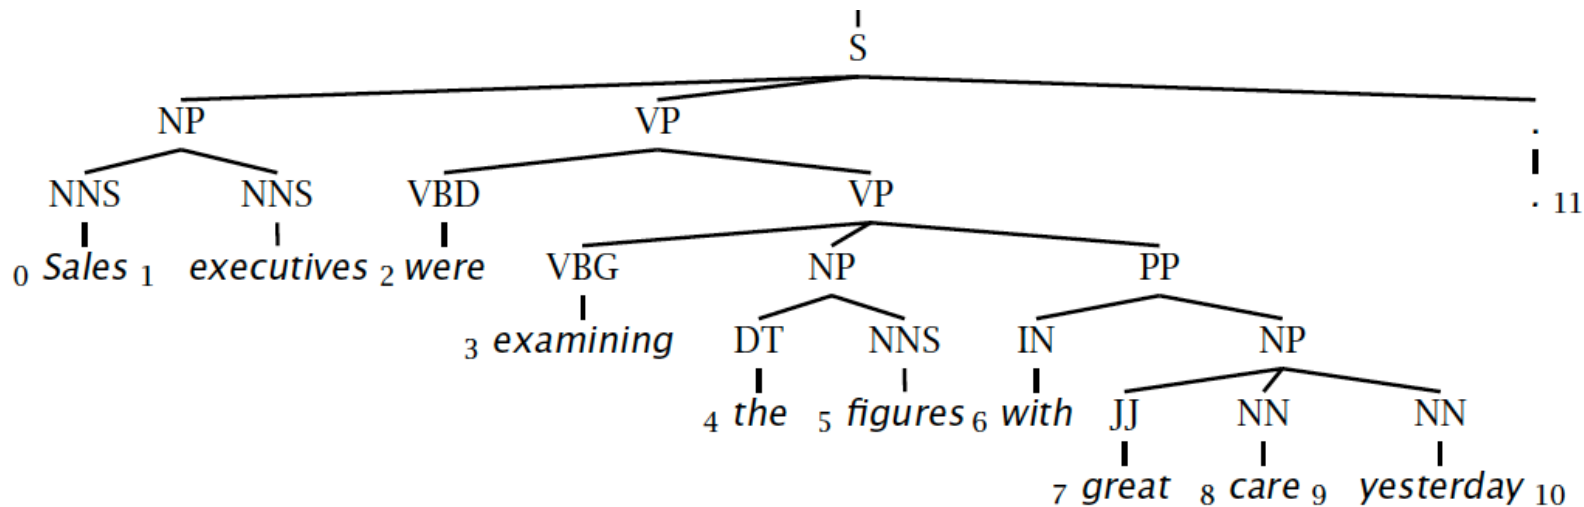 S
NP VP .
NNS NNS VBD VP . 11
0 Sales 1 executives 2 were VBG NP PP
3 examining DT NNS IN NP
4 the 5 figures 6 with JJ NN NN
7 great 8 care 9 yesterday 10